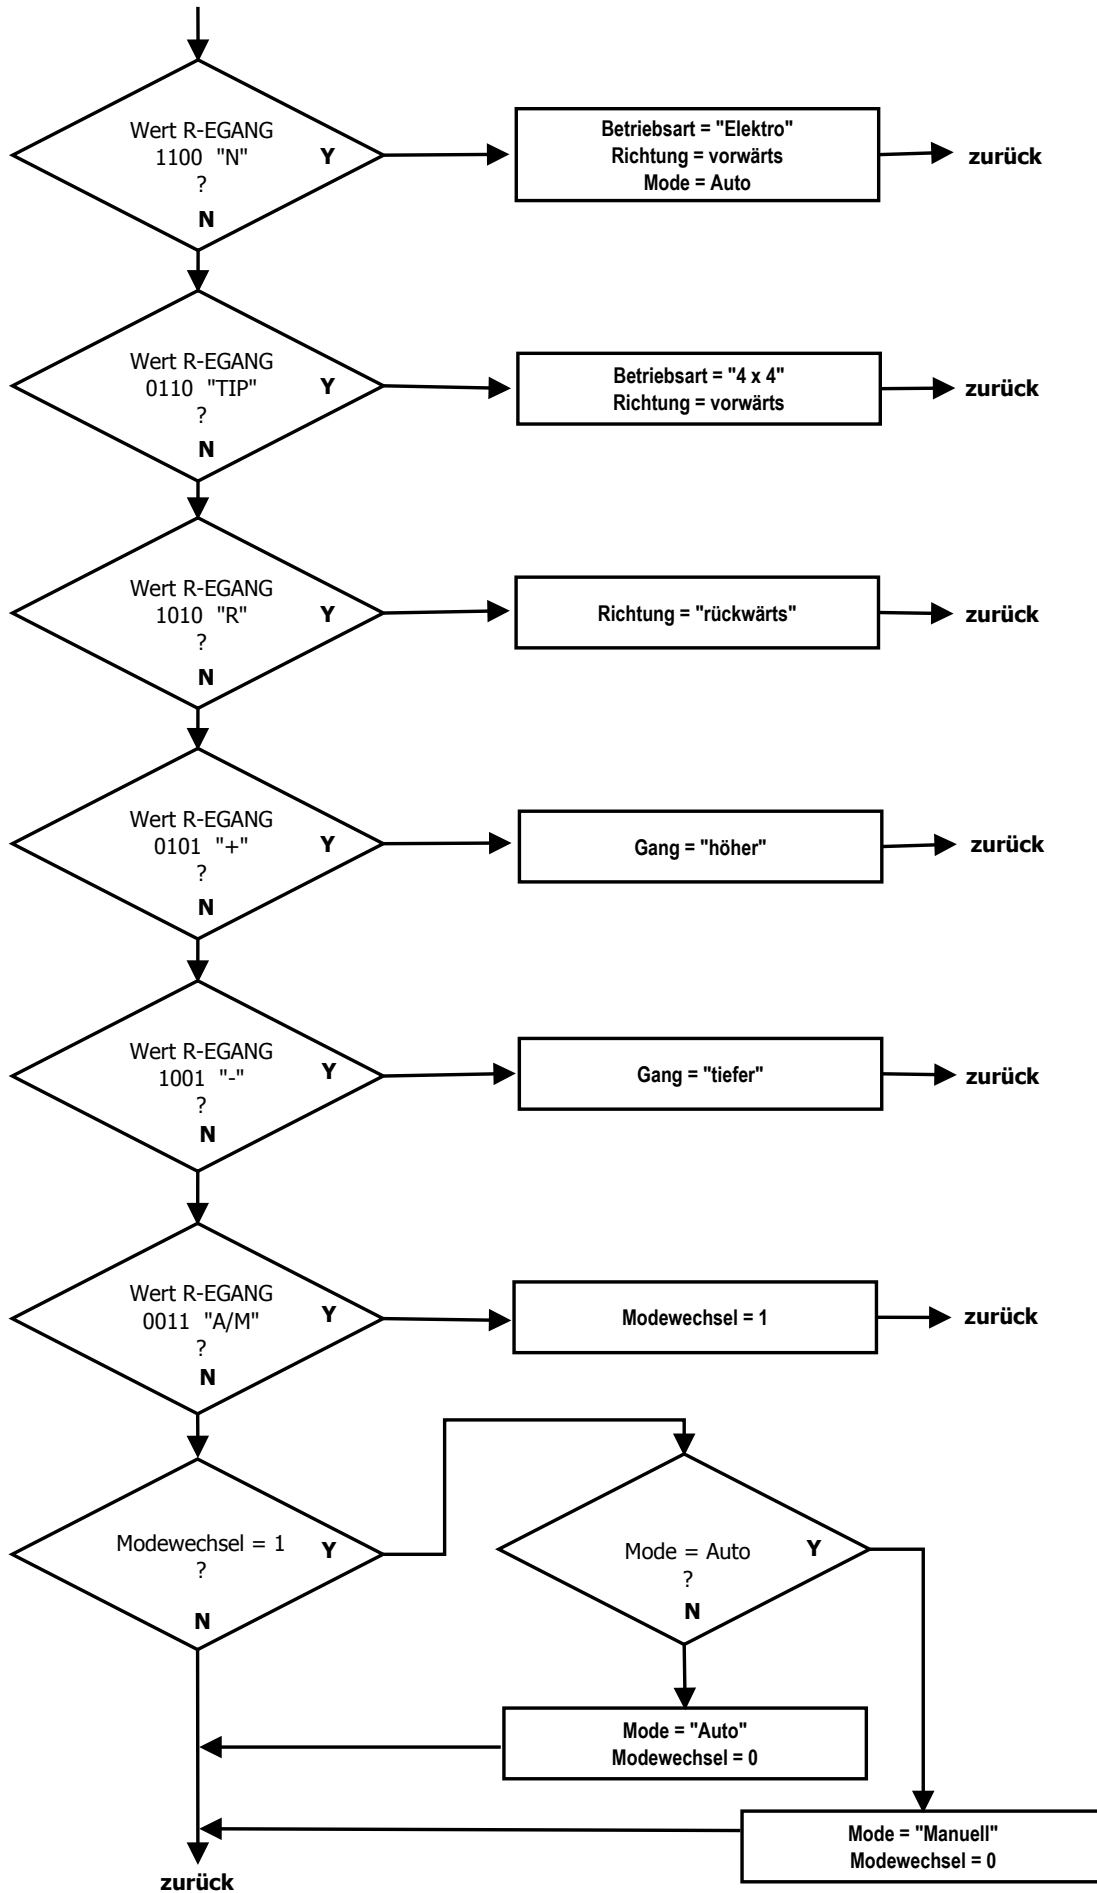 Wert R-EGANG
1100 "N"
?
Y
N
Betriebsart = "Elektro"
Richtung = vorwärts
Mode = Auto
zurück
Wert R-EGANG
0110 "TIP"
?
Y
N
Betriebsart = "4 x 4"
Richtung = vorwärts
zurück
Wert R-EGANG
1010 "R"
?
Y
N
Richtung = "rückwärts"
zurück
Wert R-EGANG
0101 "+"
?
Y
N
Gang = "höher"
zurück
Wert R-EGANG
1001 "-"
?
Y
N
Gang = "tiefer"
zurück
Wert R-EGANG
0011 "A/M"
?
Y
N
Modewechsel = 1
zurück
Modewechsel = 1
?
Y
N
Mode = Auto
?
Y
N
Mode = "Auto"
Modewechsel = 0
Mode = "Manuell"
Modewechsel = 0
zurück